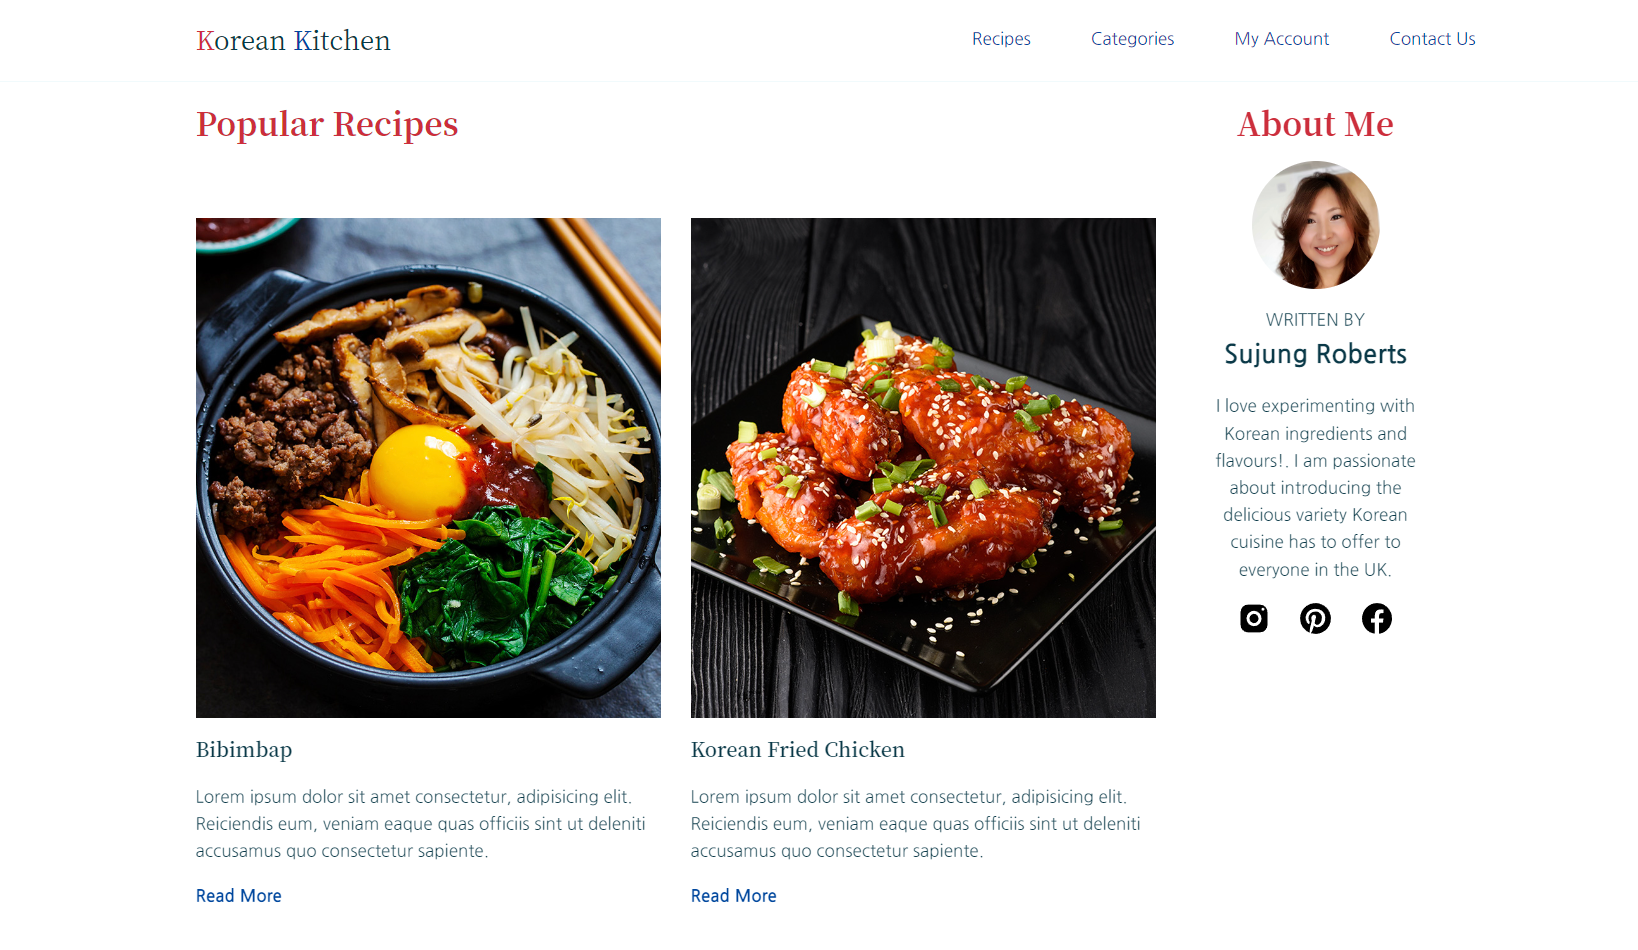 Korean Kitchen
Recipes
Categories
My Account
Contact Us
Popular Recipes
Bibimbap
Lorem ipsum dolor sit amet consectetur, adipisicing elit.
Reiciendis eum, veniam eaque quas officiis sint ut deleniti
accusamus quo consectetur sapiente.
Read More
Korean Fried Chicken
Lorem ipsum dolor sit amet consectetur, adipisicing elit.
Reiciendis eum, veniam eaque quas officiis sint ut deleniti
accusamus quo consectetur sapiente.
Read More
About Me
WRITTEN BY
Sujung Roberts
I love experimenting with
Korean ingredients and
flavours!. I am passionate
about introducing the
delicious variety Korean
cuisine has to offer to
everyone in the UK.